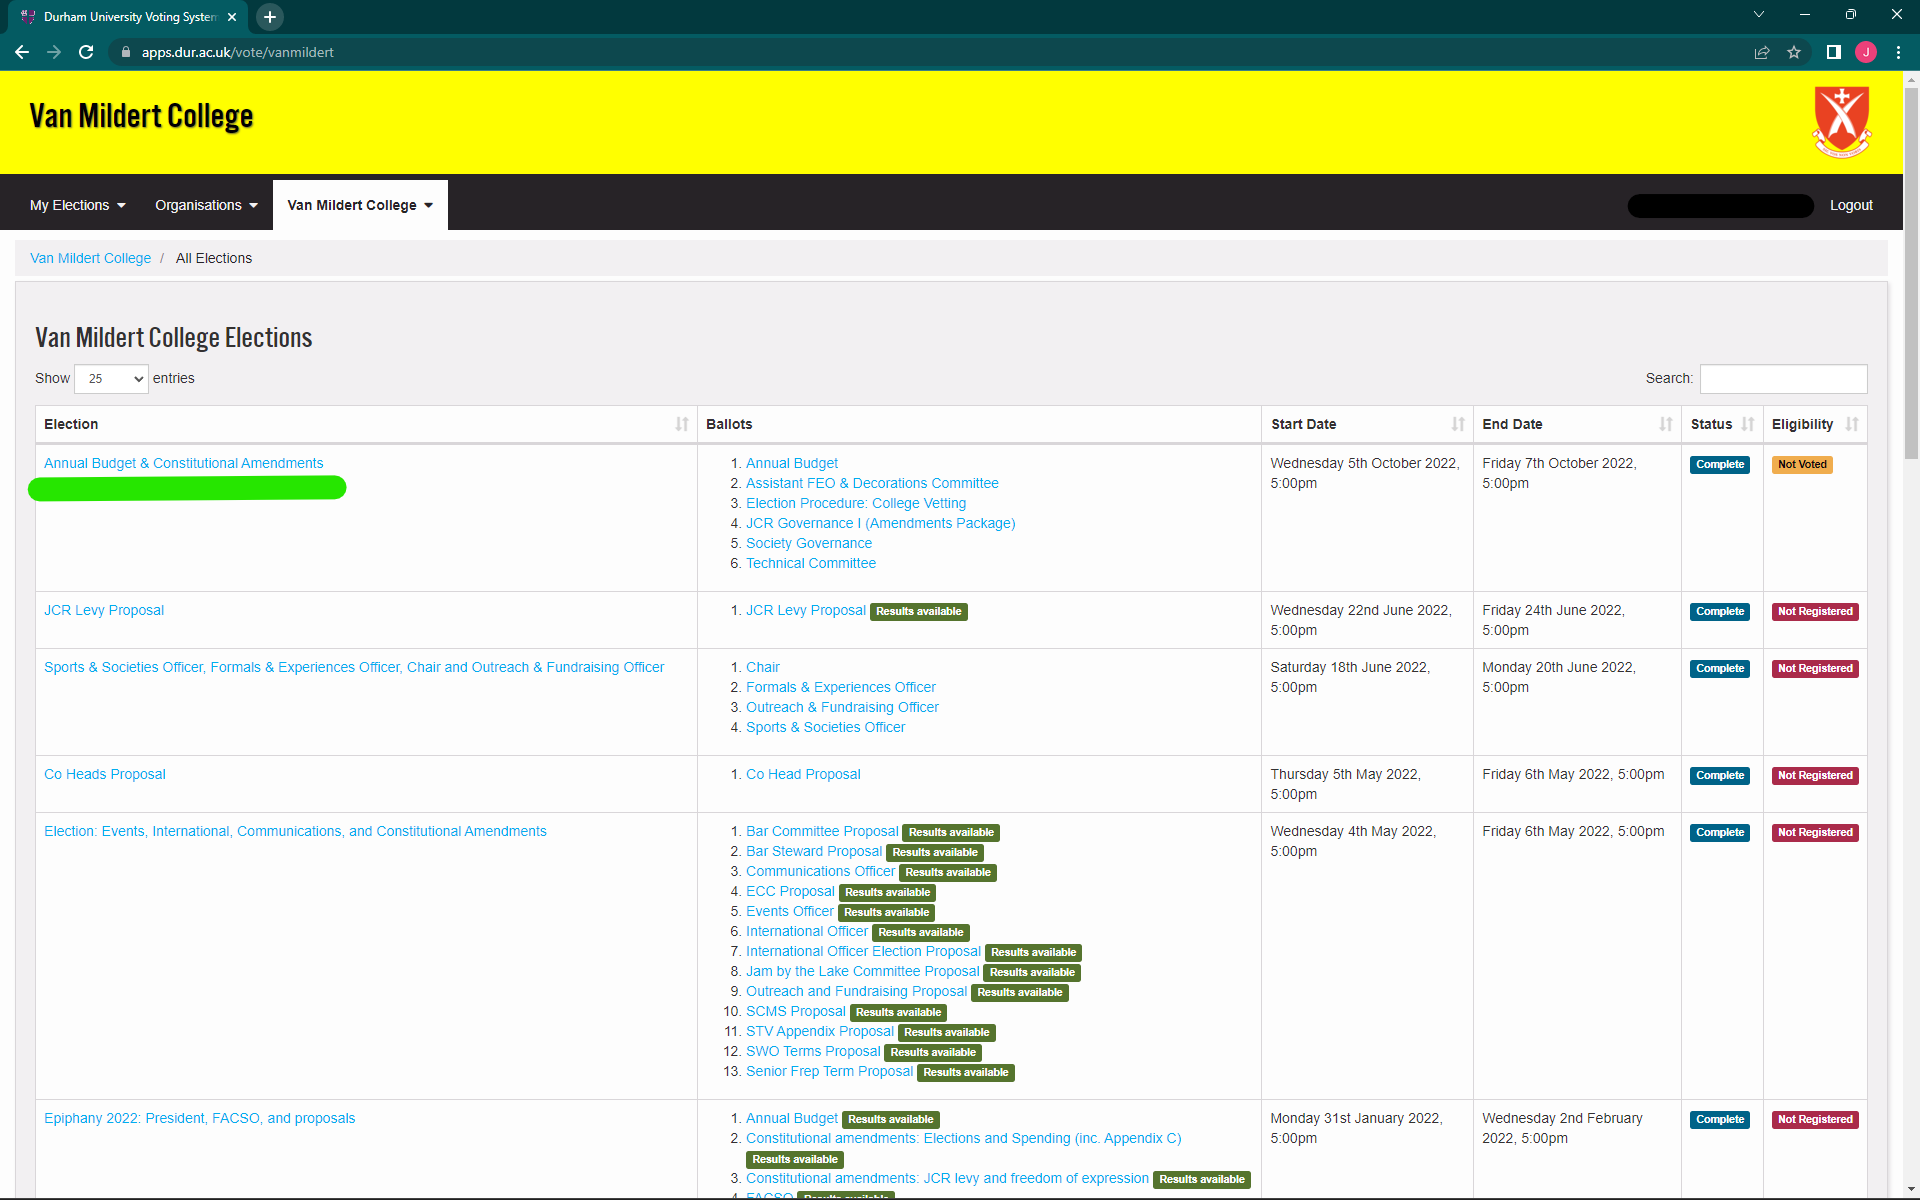 Durham University Voting System
apps.dur.ac.uk/vote/vanmildert
J
Van Mildert College
My Elections
Organisations
Van Mildert College
Logout
Van Mildert College / All Elections
Van Mildert College Elections
Show 25 entries
Search:
Election
Ballots
Start Date
End Date
Status
Eligibility
Annual Budget & Constitutional Amendments
1. Annual Budget
2. Assistant FEO & Decorations Committee
3. Election Procedure: College Vetting
4. JCR Governance I (Amendments Package)
5. Society Governance
6. Technical Committee
Wednesday 5th October 2022,
5:00pm
Friday 7th October 2022,
5:00pm
Complete
Not Voted
JCR Levy Proposal
1. JCR Levy Proposal Results available
Wednesday 22nd June 2022,
5:00pm
Friday 24th June 2022,
5:00pm
Complete
Not Registered
Sports & Societies Officer, Formals & Experiences Officer, Chair and Outreach & Fundraising Officer
1. Chair
2. Formals & Experiences Officer
3. Outreach & Fundraising Officer
4. Sports & Societies Officer
Saturday 18th June 2022,
5:00pm
Monday 20th June 2022,
5:00pm
Complete
Not Registered
Co Heads Proposal
1. Co Head Proposal
Thursday 5th May 2022,
5:00pm
Friday 6th May 2022, 5:00pm
Complete
Not Registered
Election: Events, International, Communications, and Constitutional Amendments
1. Bar Committee Proposal Results available
2. Bar Steward Proposal Results available
3. Communications Officer Results available
4. ECC Proposal Results available
5. Events Officer Results available
6. International Officer Results available
7. International Officer Election Proposal Results available
8. Jam by the Lake Committee Proposal Results available
9. Outreach and Fundraising Proposal Results available
10. SCMS Proposal Results available
11. STV Appendix Proposal Results available
12. SWO Terms Proposal Results available
13. Senior Frep Term Proposal Results available
Wednesday 4th May 2022,
5:00pm
Friday 6th May 2022, 5:00pm
Complete
Not Registered
Epiphany 2022: President, FACSO, and proposals
1. Annual Budget Results available
2. Constitutional amendments: Elections and Spending (inc. Appendix C)
Results available
3. Constitutional amendments: JCR levy and freedom of expression Results available
4. FACSO Results available
Monday 31st January 2022,
5:00pm
Wednesday 2nd February
2022, 5:00pm
Complete
Not Registered